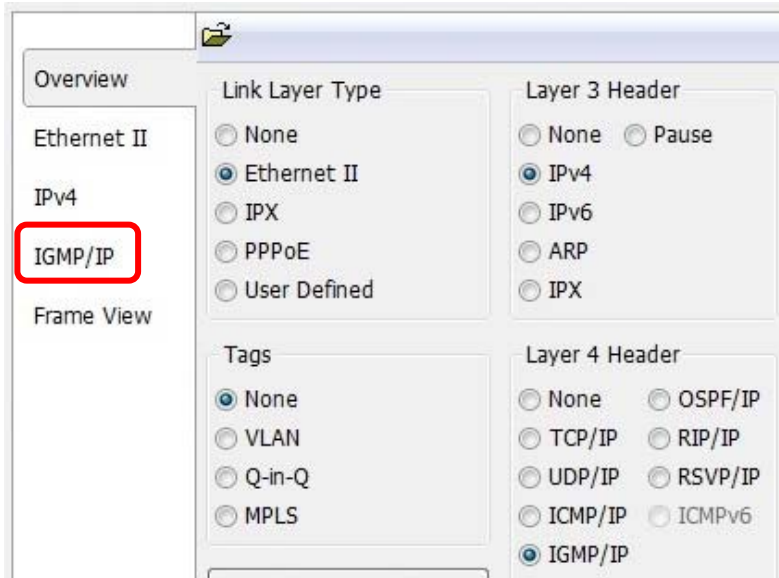 Overview
Ethernet II
IPv4
IGMP/IP
Frame View
Link Layer Type
None
Ethernet II
IPX
PPPoE
User Defined
Layer 3 Header
None Pause
IPv4
IPv6
ARP
IPX
Tags
None
VLAN
Q-in-Q
MPLS
Layer 4 Header
None OSPF/IP
TCP/IP RIP/IP
UDP/IP RSVP/IP
ICMP/IP ICMPv6
IGMP/IP